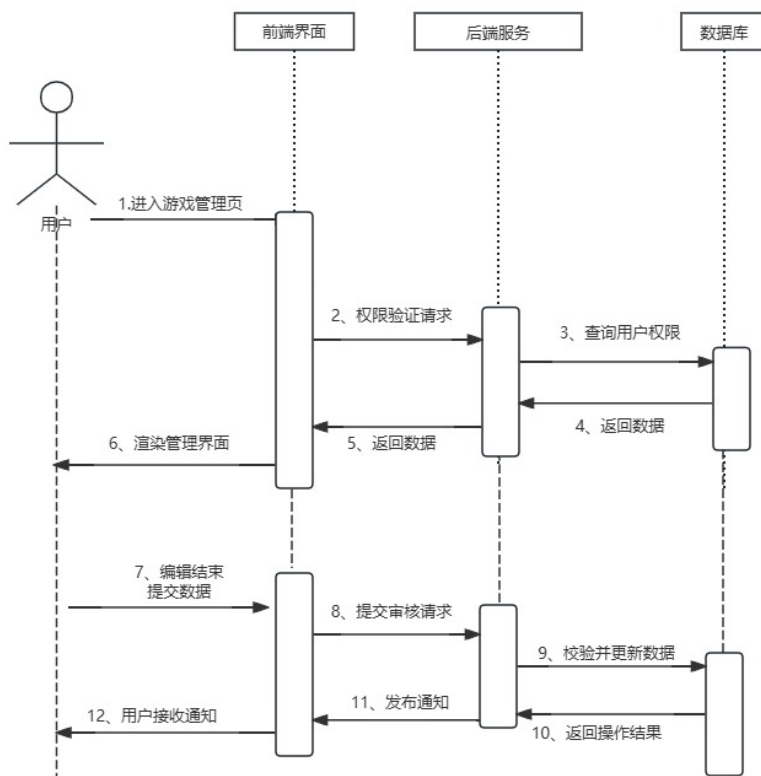 前端界面
后端服务
数据库
用户
1.进入游戏管理页
2、权限验证请求
3、查询用户权限
4、返回数据
5、返回数据
6、渲染管理界面
7、编辑结束
提交数据
8、提交审核请求
9、校验并更新数据
10、返回操作结果
11、发布通知
12、用户接收通知